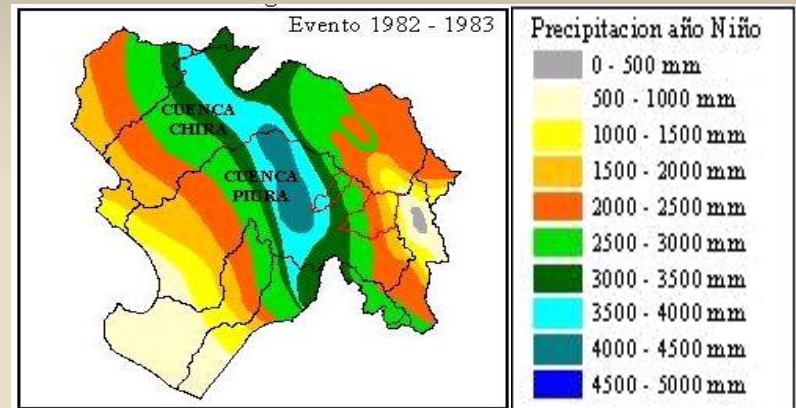 Evento 1982 - 1983
CUENCA
CHIRA
CUENCA
PIURA
Precipitacion año Niño
0 - 500 mm
500 - 1000 mm
1000 - 1500 mm
1500 - 2000 mm
2000 - 2500 mm
2500 - 3000 mm
3000 - 3500 mm
3500 - 4000 mm
4000 - 4500 mm
4500 - 5000 mm